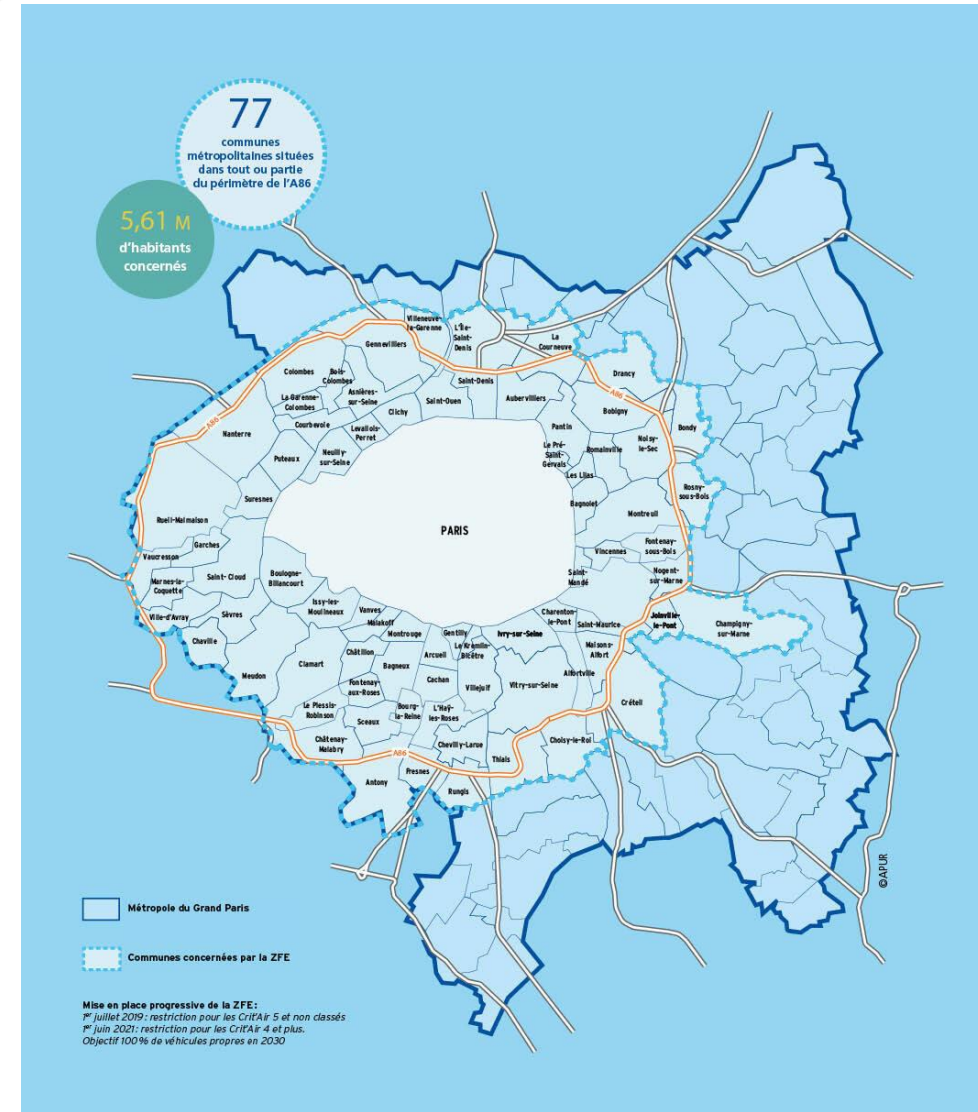 77
communes
métropolitaines situées
dans tout ou partie
du périmètre de l'A86
5,61 M
d'habitants
concernés
Villeneuve-
la-Garenne
L'Île-
Saint-
Denis
La
Courneuve
Gennevilliers
Colombes
Bois-
Colombes
Saint-Denis
Drancy
La Garenne-
Colombes
Asnières-
sur-Seine
Saint-Ouen
Aubervilliers
A86
Bobigny
A86
Clichy
Nanterre
Courbevoie
Levallois-
Perret
Pantin
Bondy
Noisy-
le-Sec
Puteaux
Neuilly-
sur-Seine
Le Pré-
Saint-
Gervais
Romainville
Les Lilas
Rosny-
sous-Bois
Suresnes
Bagnolet
Montreuil
Rueil-Malmaison
PARIS
Garches
Vaucresson
Fontenay-
sous-Bois
Vincennes
Marnes-la-
Coquette
Saint-Cloud
Boulogne-
Billancourt
Saint-
Mandé
Nogent-
sur-Marne
Ville-d'Avray
Sèvres
Issy-les-
Moulineaux
Vanves
Malakoff
Montrouge
Gentilly
Le Kremlin-
Bicêtre
Ivry-sur-Seine
Charenton-
le-Pont
Saint-Maurice
Joinville-
le-Pont
Champigny-
sur-Marne
Chaville
Maisons-
Alfort
Meudon
Clamart
Châtillon
Bagneux
Arcueil
Cachan
Villejuif
Vitry-sur-Seine
Alfortville
Fontenay-
aux-Roses
Créteil
Le Plessis-
Robinson
Sceaux
Bourg-
la-Reine
L'Haÿ-
les-Roses
Châtenay-
Malabry
A86
Chevilly-Larue
Thiais
Choisy-le-Roi
Antony
Fresnes
Rungis
©APUR
Métropole du Grand Paris
Communes concernées par la ZFE
Mise en place progressive de la ZFE :
1er juillet 2019 : restriction pour les Crit'Air 5 et non classés
1er juin 2021 : restriction pour les Crit'Air 4 et plus.
Objectif 100% de véhicules propres en 2030